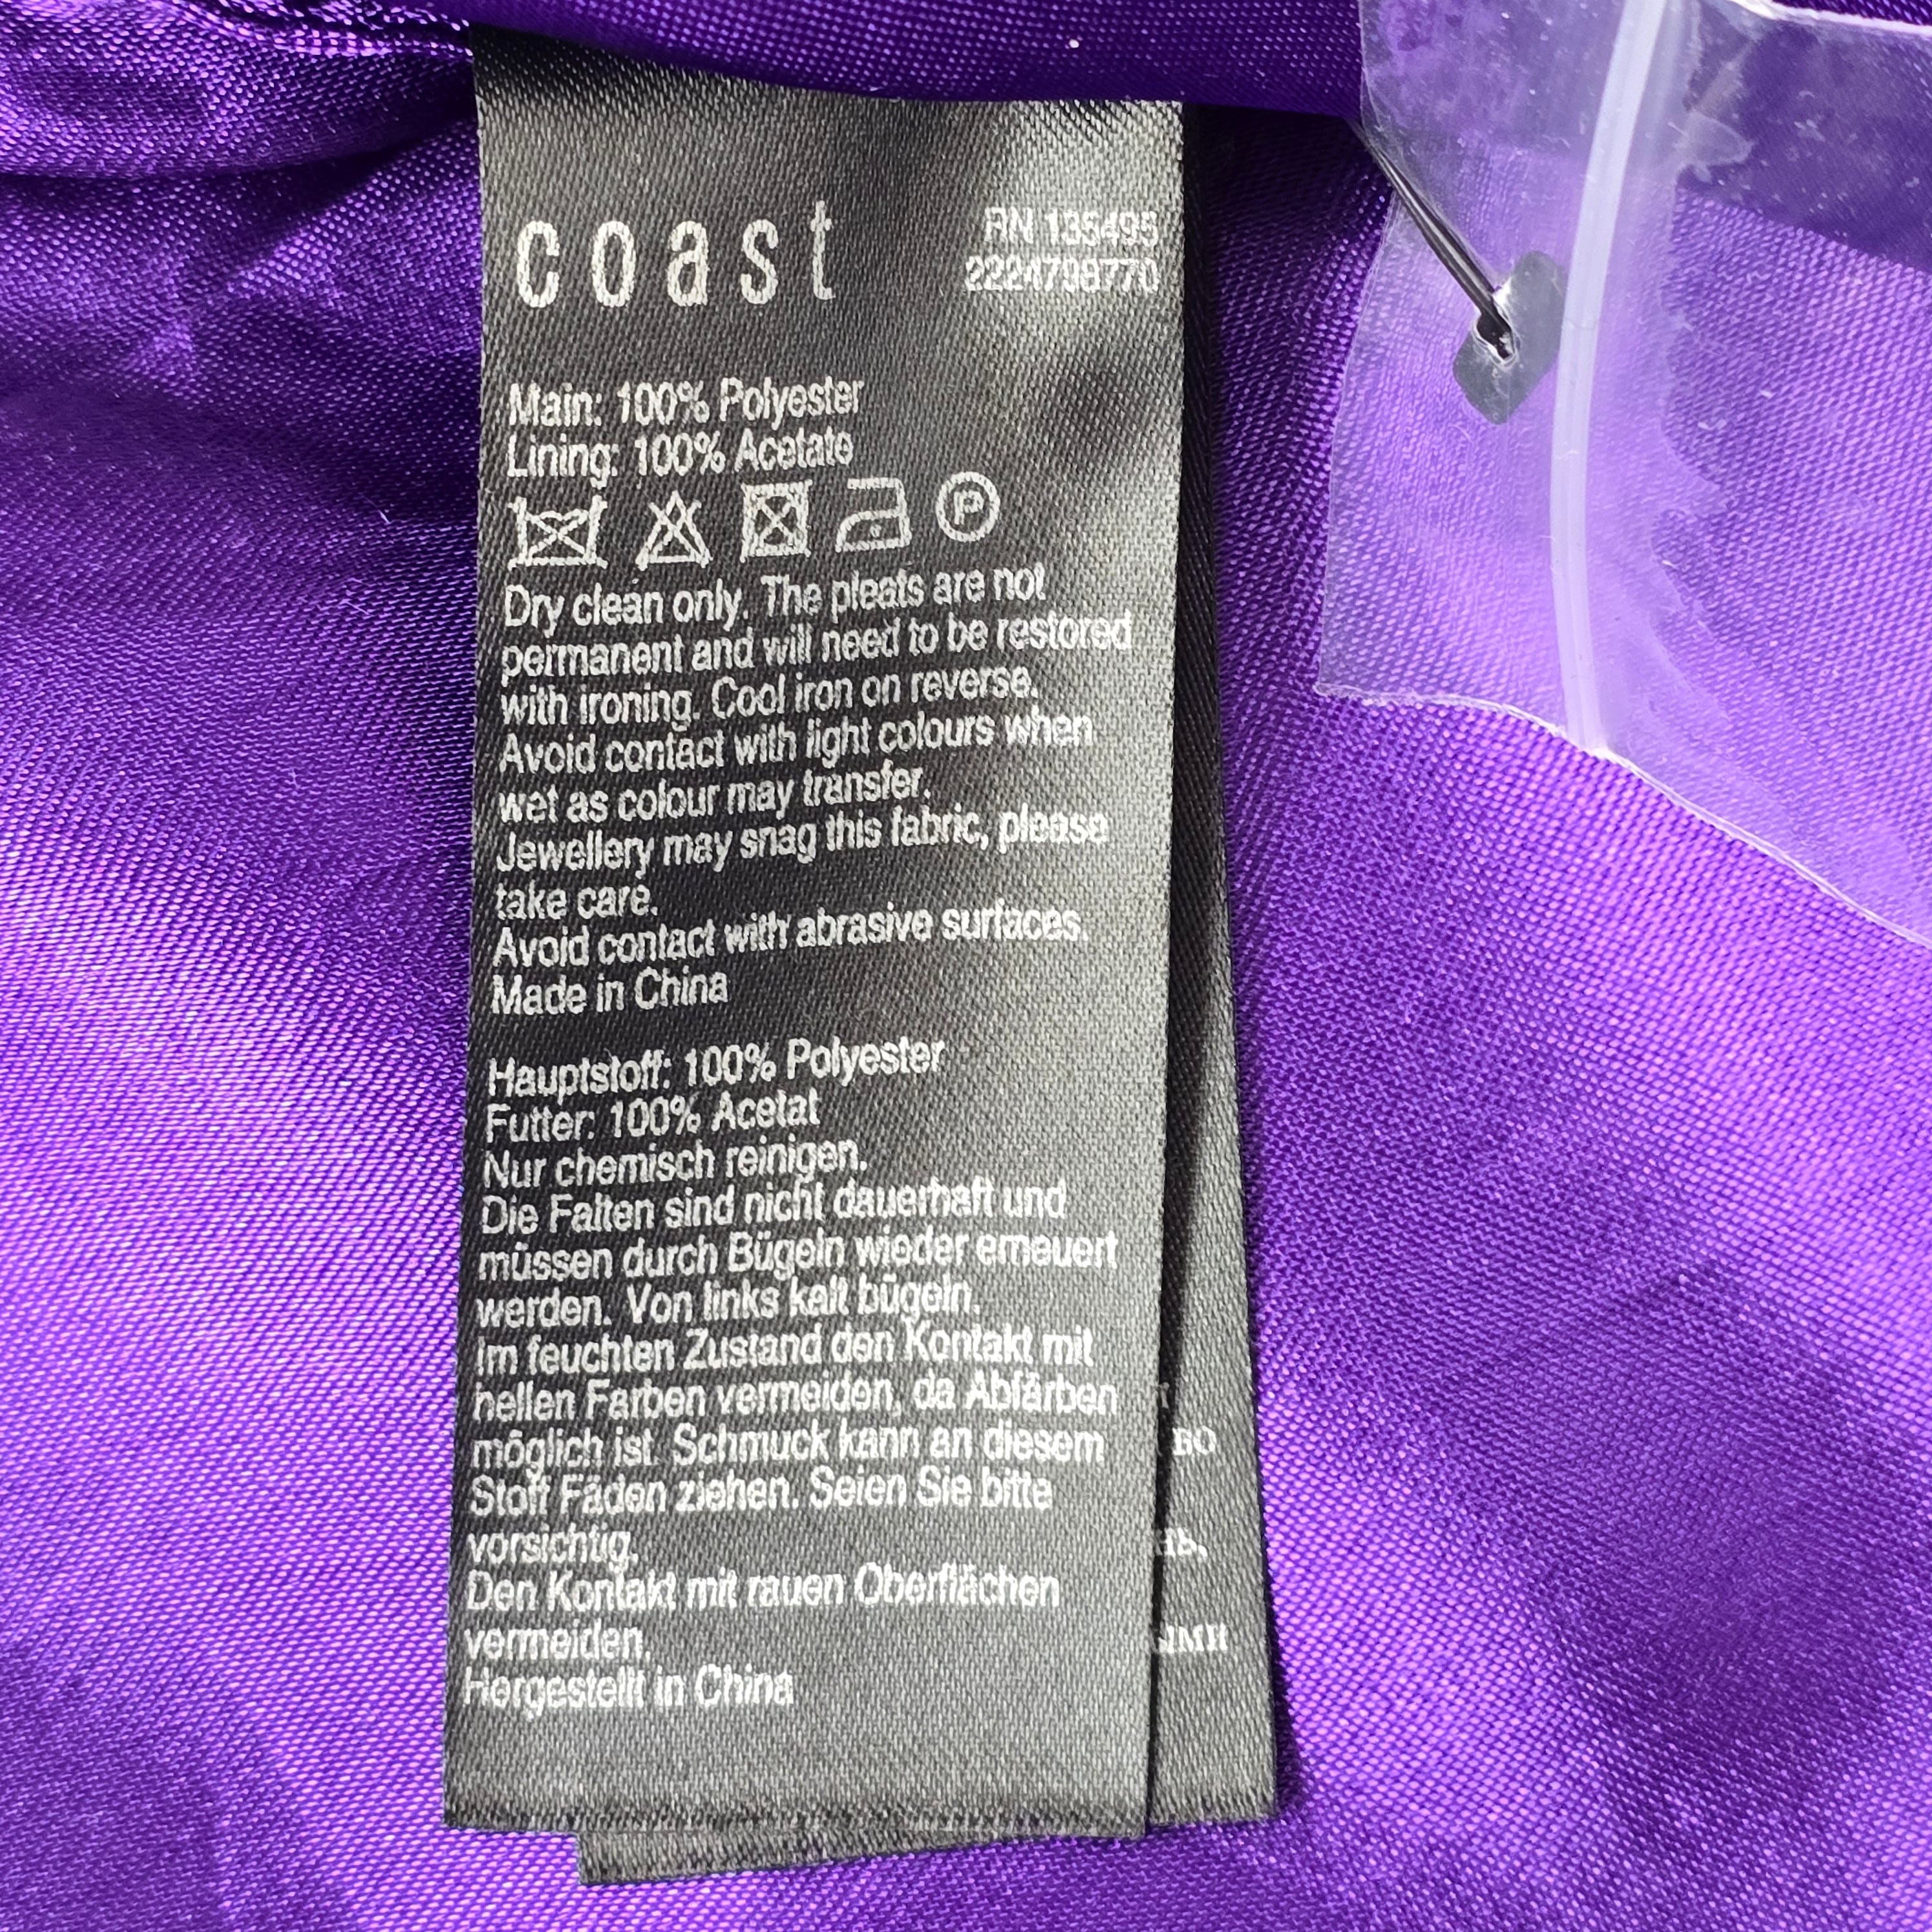 coast
RN 135495
2224798770
Main: 100% Polyester
Lining: 100% Acetate
P
Dry clean only. The pleats are not
permanent and will need to be restored
with ironing. Cool iron on reverse.
Avoid contact with light colours when
wet as colour may transfer.
Jewellery may snag this fabric, please
take care.
Avoid contact with abrasive surfaces.
Made in China
Hauptstoff: 100% Polyester
Futter: 100% Acetat
Nur chemisch reinigen.
Die Falten sind nicht dauerhaft und
müssen durch Bügeln wieder erneuert
werden. Von links kalt bügeln.
Im feuchten Zustand den Kontakt mit
hellen Farben vermeiden, da Abfärben
möglich ist. Schmuck kann an diesem
Stoff Fäden ziehen. Seien Sie bitte
vorsichtig.
Den Kontakt mit rauen Oberflächen
vermeiden.
Hergestellt in China